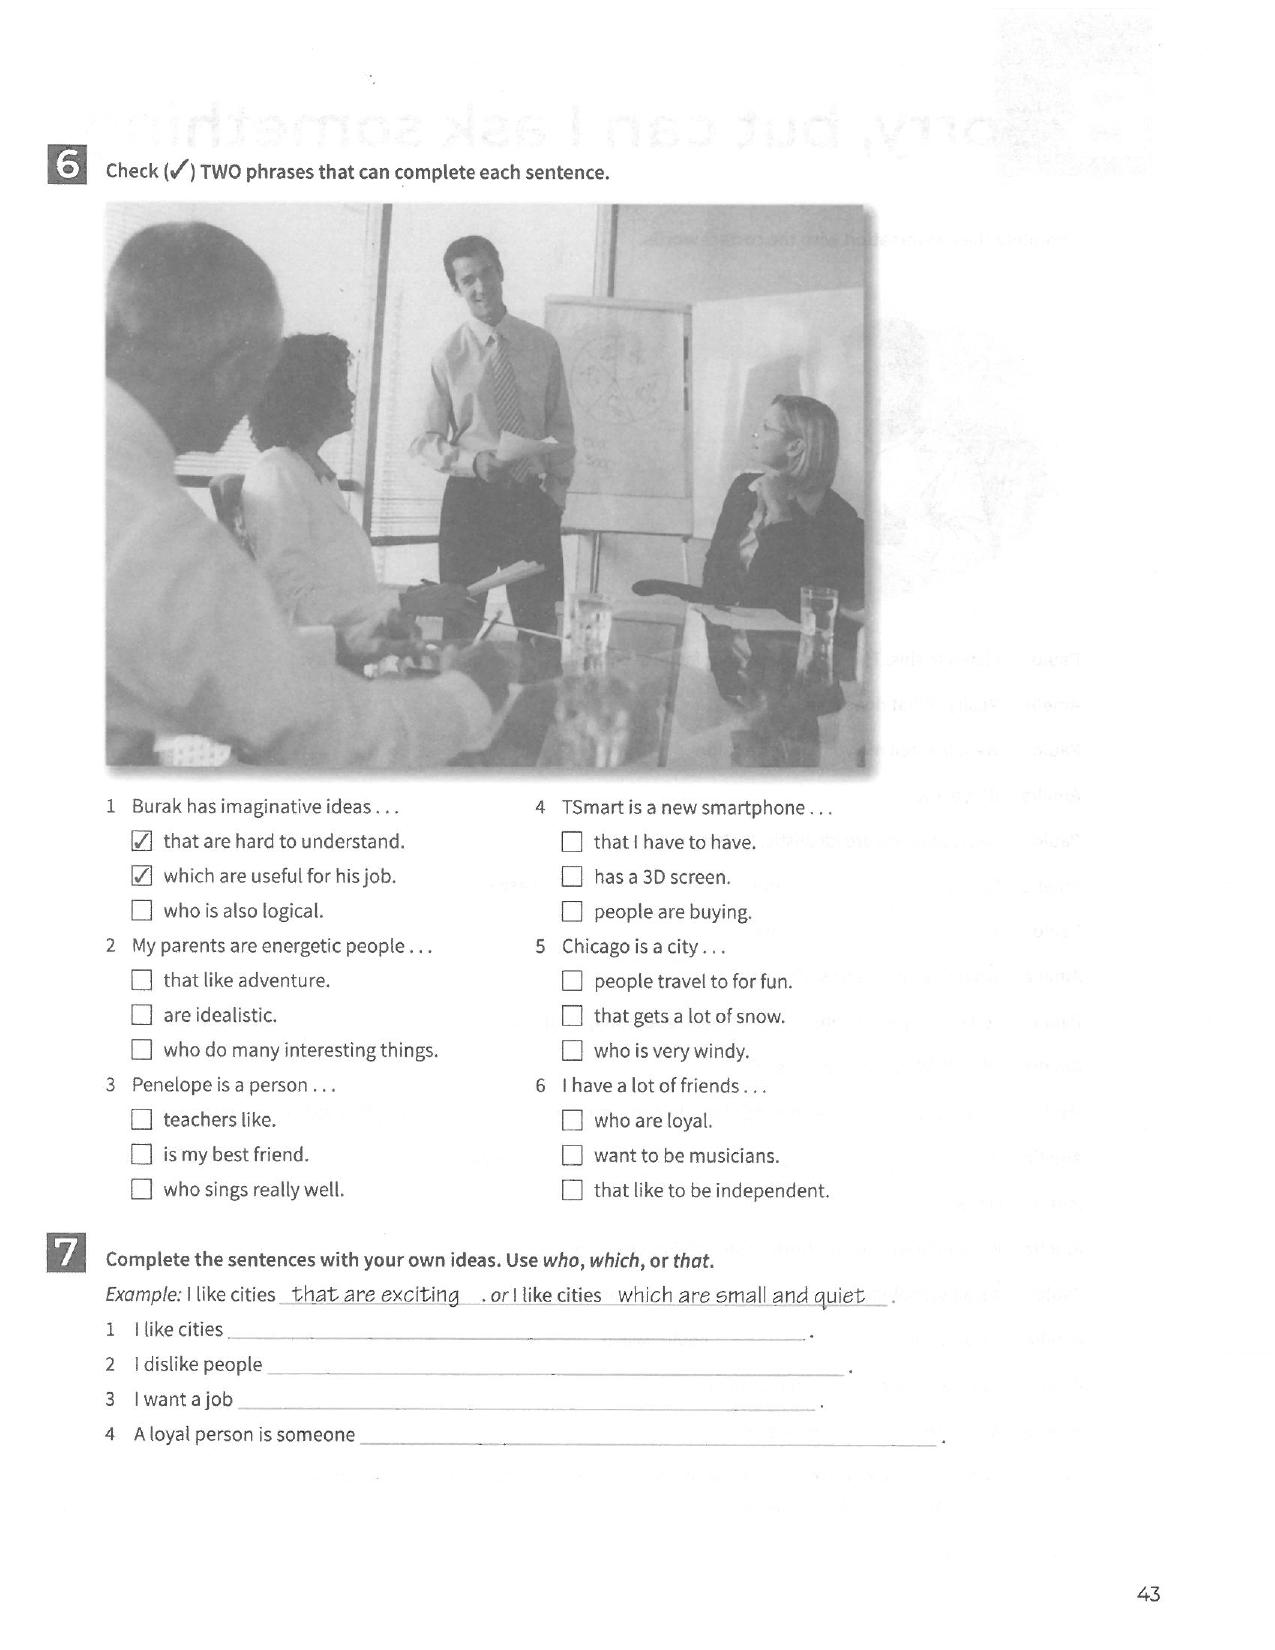 6 Check (✓) TWO phrases that can complete each sentence.
1 Burak has imaginative ideas . . .
☑ that are hard to understand.
☑ which are useful for his job.
☐ who is also logical.
2 My parents are energetic people . . .
☐ that like adventure.
☐ are idealistic.
☐ who do many interesting things.
3 Penelope is a person . . .
☐ teachers like.
☐ is my best friend.
☐ who sings really well.
4 TSmart is a new smartphone . . .
☐ that I have to have.
☐ has a 3D screen.
☐ people are buying.
5 Chicago is a city . . .
☐ people travel to for fun.
☐ that gets a lot of snow.
☐ who is very windy.
6 I have a lot of friends . . .
☐ who are loyal.
☐ want to be musicians.
☐ that like to be independent.
7 Complete the sentences with your own ideas. Use who, which, or that.
Example: I like cities that are exciting . or I like cities which are small and quiet .
1 I like cities .
2 I dislike people .
3 I want a job .
4 A loyal person is someone .
43